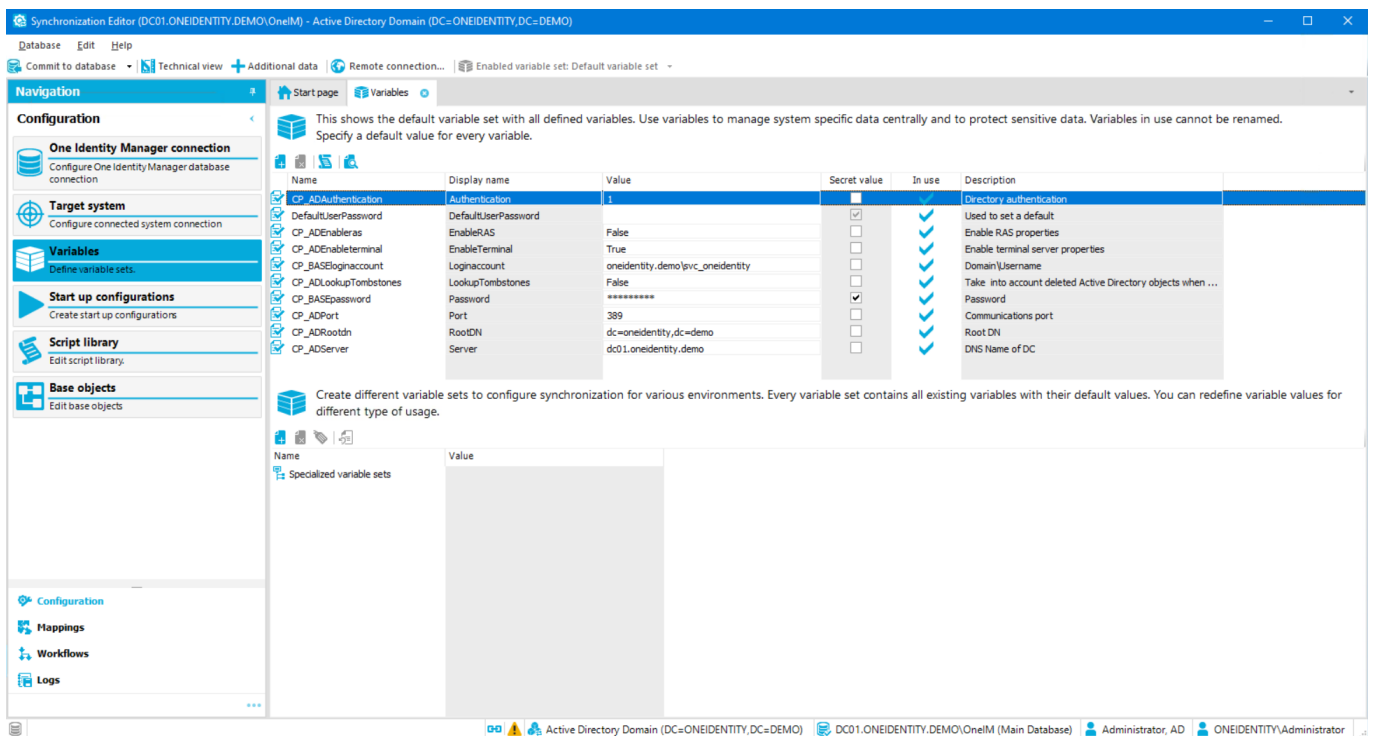 Synchronization Editor (DC01.ONEIDENTITY.DEMO\OneIM) - Active Directory Domain (DC=ONEIDENTITY,DC=DEMO)
Database Edit Help
Commit to database Technical view Additional data Remote connection... Enabled variable set: Default variable set
Navigation
Configuration
One Identity Manager connection
Configure One Identity Manager database
connection
Target system
Configure connected system connection
Variables
Define variable sets.
Start up configurations
Create start up configurations
Script library
Edit script library.
Base objects
Edit base objects
Configuration
Mappings
Workflows
Logs
Start page Variables
This shows the default variable set with all defined variables. Use variables to manage system specific data centrally and to protect sensitive data. Variables in use cannot be renamed.
Specify a default value for every variable.
Name Display name Value Secret value In use Description
CP_ADAuthentication Authentication 1 Directory authentication
DefaultUserPassword DefaultUserPassword Used to set a default
CP_ADEnableras EnableRAS False Enable RAS properties
CP_ADEnableterminal EnableTerminal True Enable terminal server properties
CP_BASEloginaccount Loginaccount oneidentity.demo\svc_oneidentity Domain\Username
CP_ADLookupTombstones LookupTombstones False Take into account deleted Active Directory objects when ...
CP_BASEpassword Password ********* Password
CP_ADPort Port 389 Communications port
CP_ADRootdn RootDN dc=oneidentity,dc=demo Root DN
CP_ADServer Server dc01.oneidentity.demo DNS Name of DC
Create different variable sets to configure synchronization for various environments. Every variable set contains all existing variables with their default values. You can redefine variable values for
different type of usage.
Name Value
Specialized variable sets
Active Directory Domain (DC=ONEIDENTITY,DC=DEMO) DC01.ONEIDENTITY.DEMO\OneIM (Main Database) Administrator, AD ONEIDENTITY\Administrator